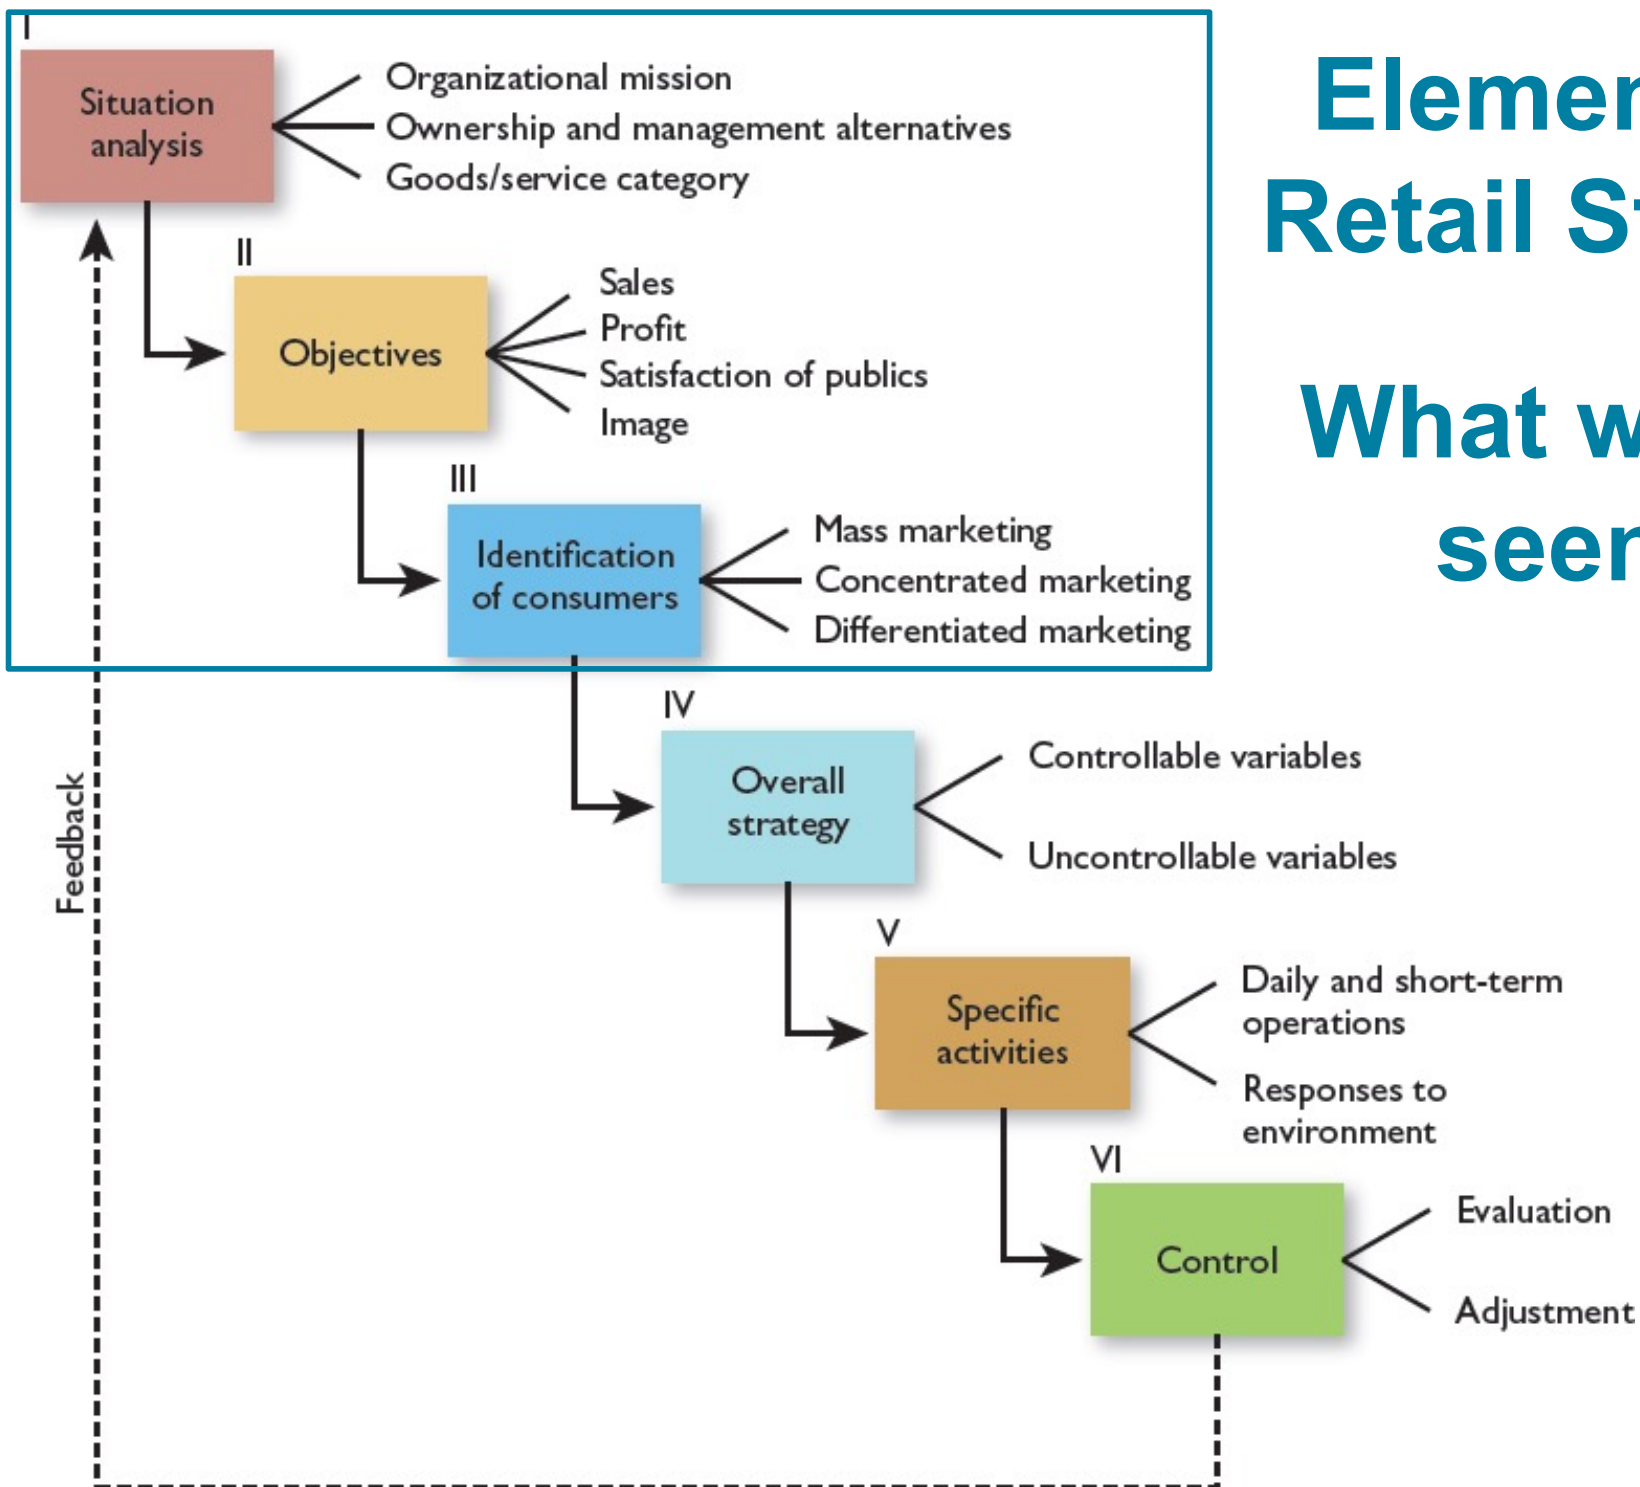 I
Situation
analysis
Organizational mission
Ownership and management alternatives
Goods/service category
II
Objectives
Sales
Profit
Satisfaction of publics
Image
III
Identification
of consumers
Mass marketing
Concentrated marketing
Differentiated marketing
IV
Overall
strategy
Controllable variables
Uncontrollable variables
V
Specific
activities
Daily and short-term
operations
Responses to
environment
VI
Control
Evaluation
Adjustment
Feedback
Retail
What